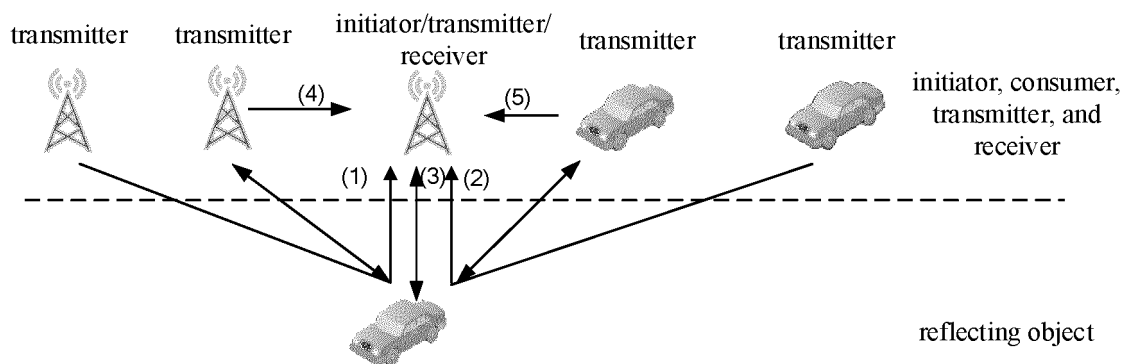 transmitter
transmitter
initiator/transmitter/
receiver
transmitter
transmitter
initiator, consumer,
transmitter, and
receiver
(4)
(5)
(1)
(3)
(2)
reflecting object